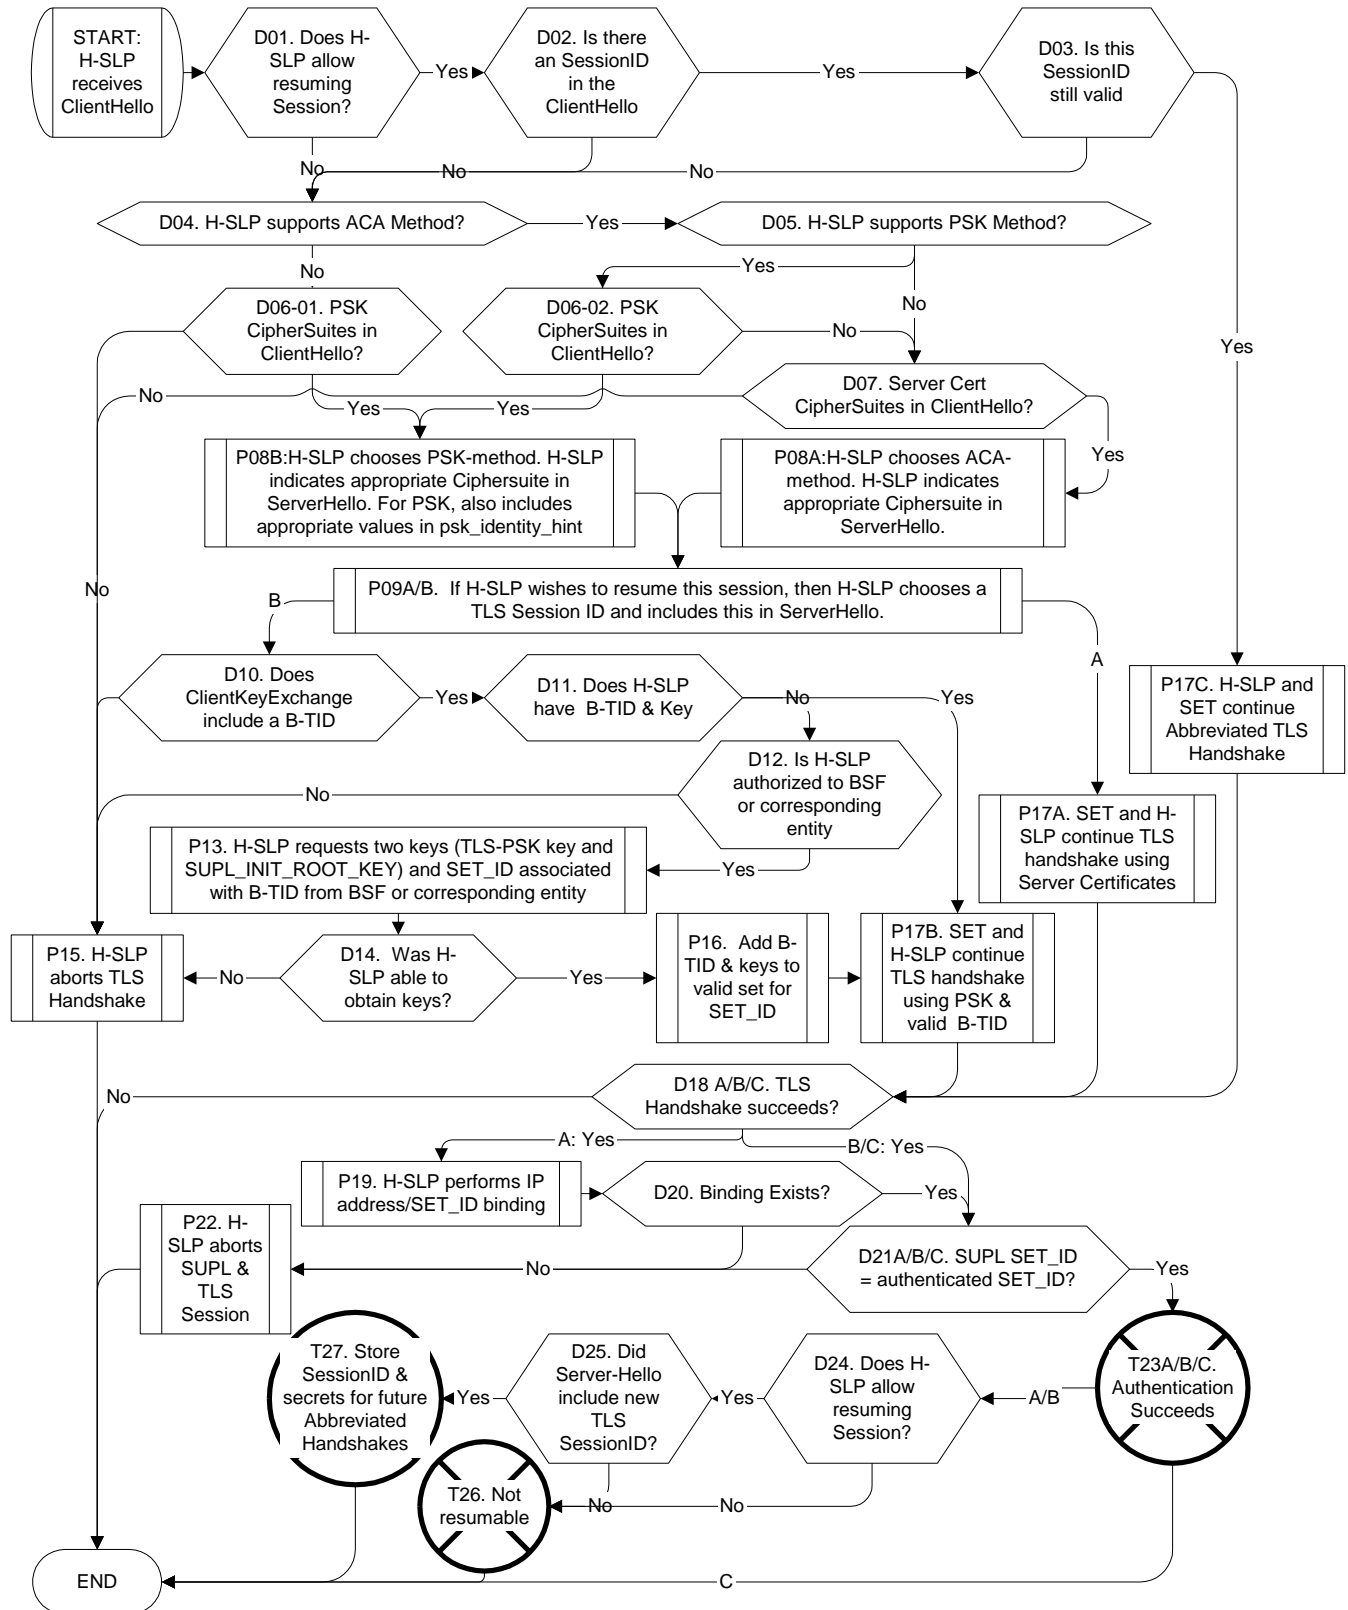 START:
H-SLP
receives
ClientHello
D01. Does H-
SLP allow
resuming
Session?
Yes
D02. Is there
an SessionID
in the
ClientHello
Yes
D03. Is this
SessionID
still valid
No
No
No
D04. H-SLP supports ACA Method?
Yes
D05. H-SLP supports PSK Method?
No
Yes
No
Yes
D06-01. PSK
CipherSuites in
ClientHello?
D06-02. PSK
CipherSuites in
ClientHello?
No
D07. Server Cert
CipherSuites in ClientHello?
No
Yes
Yes
Yes
P08B:H-SLP chooses PSK-method. H-SLP
indicates appropriate Ciphersuite in
ServerHello. For PSK, also includes
appropriate values in psk_identity_hint
P08A:H-SLP chooses ACA-
method. H-SLP indicates
appropriate Ciphersuite in
ServerHello.
No
P09A/B.  If H-SLP wishes to resume this session, then H-SLP chooses a
TLS Session ID and includes this in ServerHello.
B
A
D10. Does
ClientKeyExchange
include a B-TID
Yes
D11. Does H-SLP
have  B-TID & Key
No
Yes
P17C. H-SLP and
SET continue
Abbreviated TLS
Handshake
D12. Is H-SLP
authorized to BSF
or corresponding
entity
No
Yes
P17A. SET and H-
SLP continue TLS
handshake using
Server Certificates
P13. H-SLP requests two keys (TLS-PSK key and
SUPL_INIT_ROOT_KEY) and SET_ID associated
with B-TID from BSF or corresponding entity
P15. H-SLP
aborts TLS
Handshake
No
D14.  Was H-
SLP able to
obtain keys?
Yes
P16.  Add B-
TID & keys to
valid set for
SET_ID
P17B. SET and
H-SLP continue
TLS handshake
using PSK &
valid  B-TID
No
D18 A/B/C. TLS
Handshake succeeds?
A: Yes
B/C: Yes
P19. H-SLP performs IP
address/SET_ID binding
D20. Binding Exists?
Yes
P22. H-
SLP aborts
SUPL &
TLS
Session
No
D21A/B/C. SUPL SET_ID
= authenticated SET_ID?
Yes
T27. Store
SessionID &
secrets for future
Abbreviated
Handshakes
Yes
D25. Did
Server-Hello
include new
TLS
SessionID?
Yes
D24. Does H-
SLP allow
resuming
Session?
A/B
T23A/B/C.
Authentication
Succeeds
T26. Not
resumable
No
No
END
C